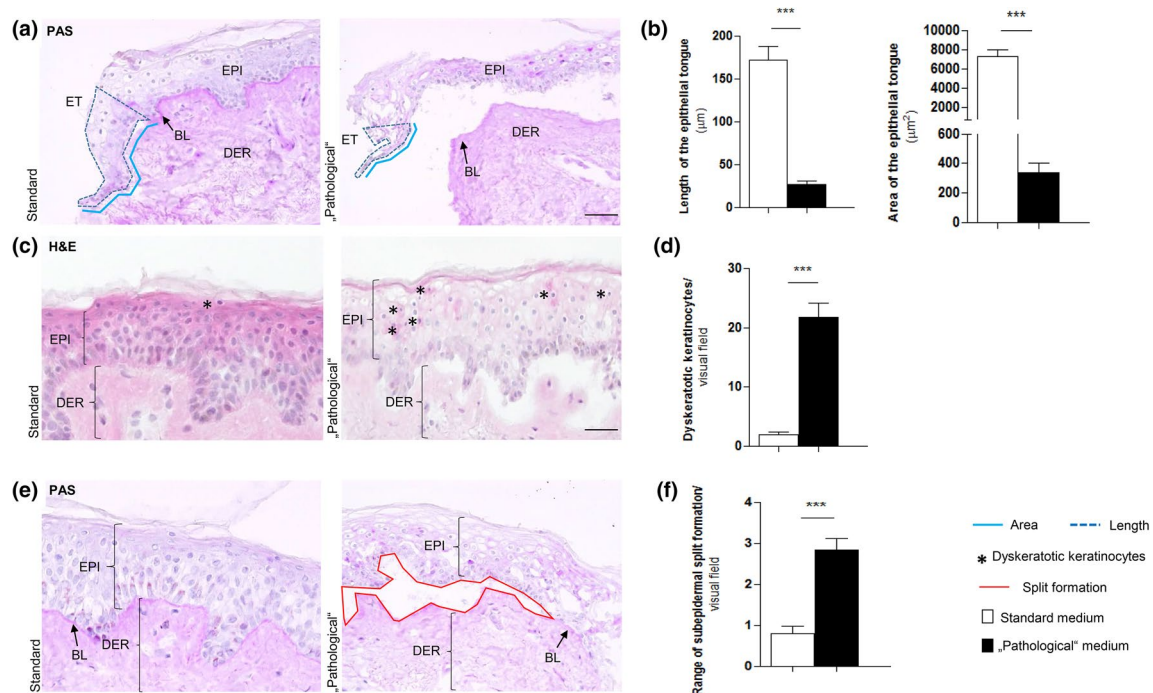 (a) PAS
ET
EPI
BL
DER
Standard
EPI
ET
DER
BL
„Pathological“
(b)
Length of the epithelial tongue
(µm)
200
150
100
50
0
***
Area of the epithelial tongue
(µm²)
10000
8000
6000
4000
2000
600
400
200
0
***
(c) H&E
*
EPI
DER
Standard
* * *
* *
*
EPI
DER
„Pathological“
(d)
Dyskeratotic keratinocytes/
visual field
30
20
10
0
***
(e) PAS
EPI
BL
DER
Standard
EPI
DER
BL
„Pathological“
(f)
Range of subepidermal split formation/
visual field
4
3
2
1
0
***
Area
Length
* Dyskeratotic keratinocytes
Split formation
Standard medium
„Pathological“ medium